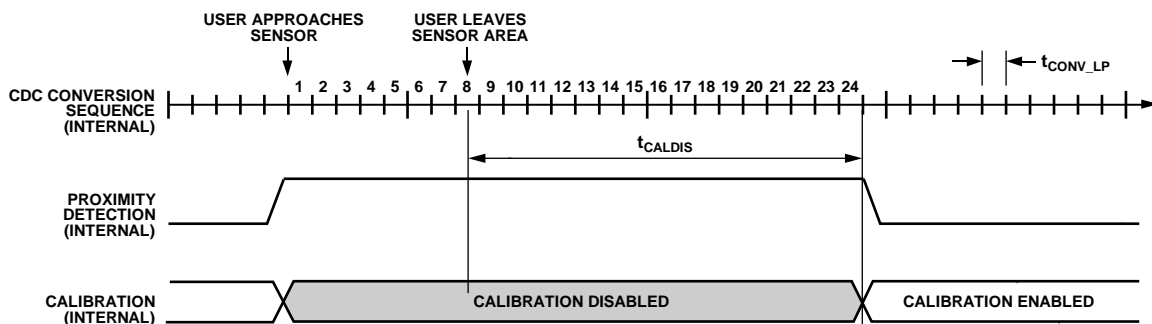 USER APPROACHES
SENSOR
USER LEAVES
SENSOR AREA
tCONV_LP
CDC CONVERSION
SEQUENCE
(INTERNAL)
1 2 3 4 5 6 7 8 9 10 11 12 13 14 15 16 17 18 19 20 21 22 23 24
tCALDIS
PROXIMITY
DETECTION
(INTERNAL)
CALIBRATION
(INTERNAL)
CALIBRATION DISABLED
CALIBRATION ENABLED